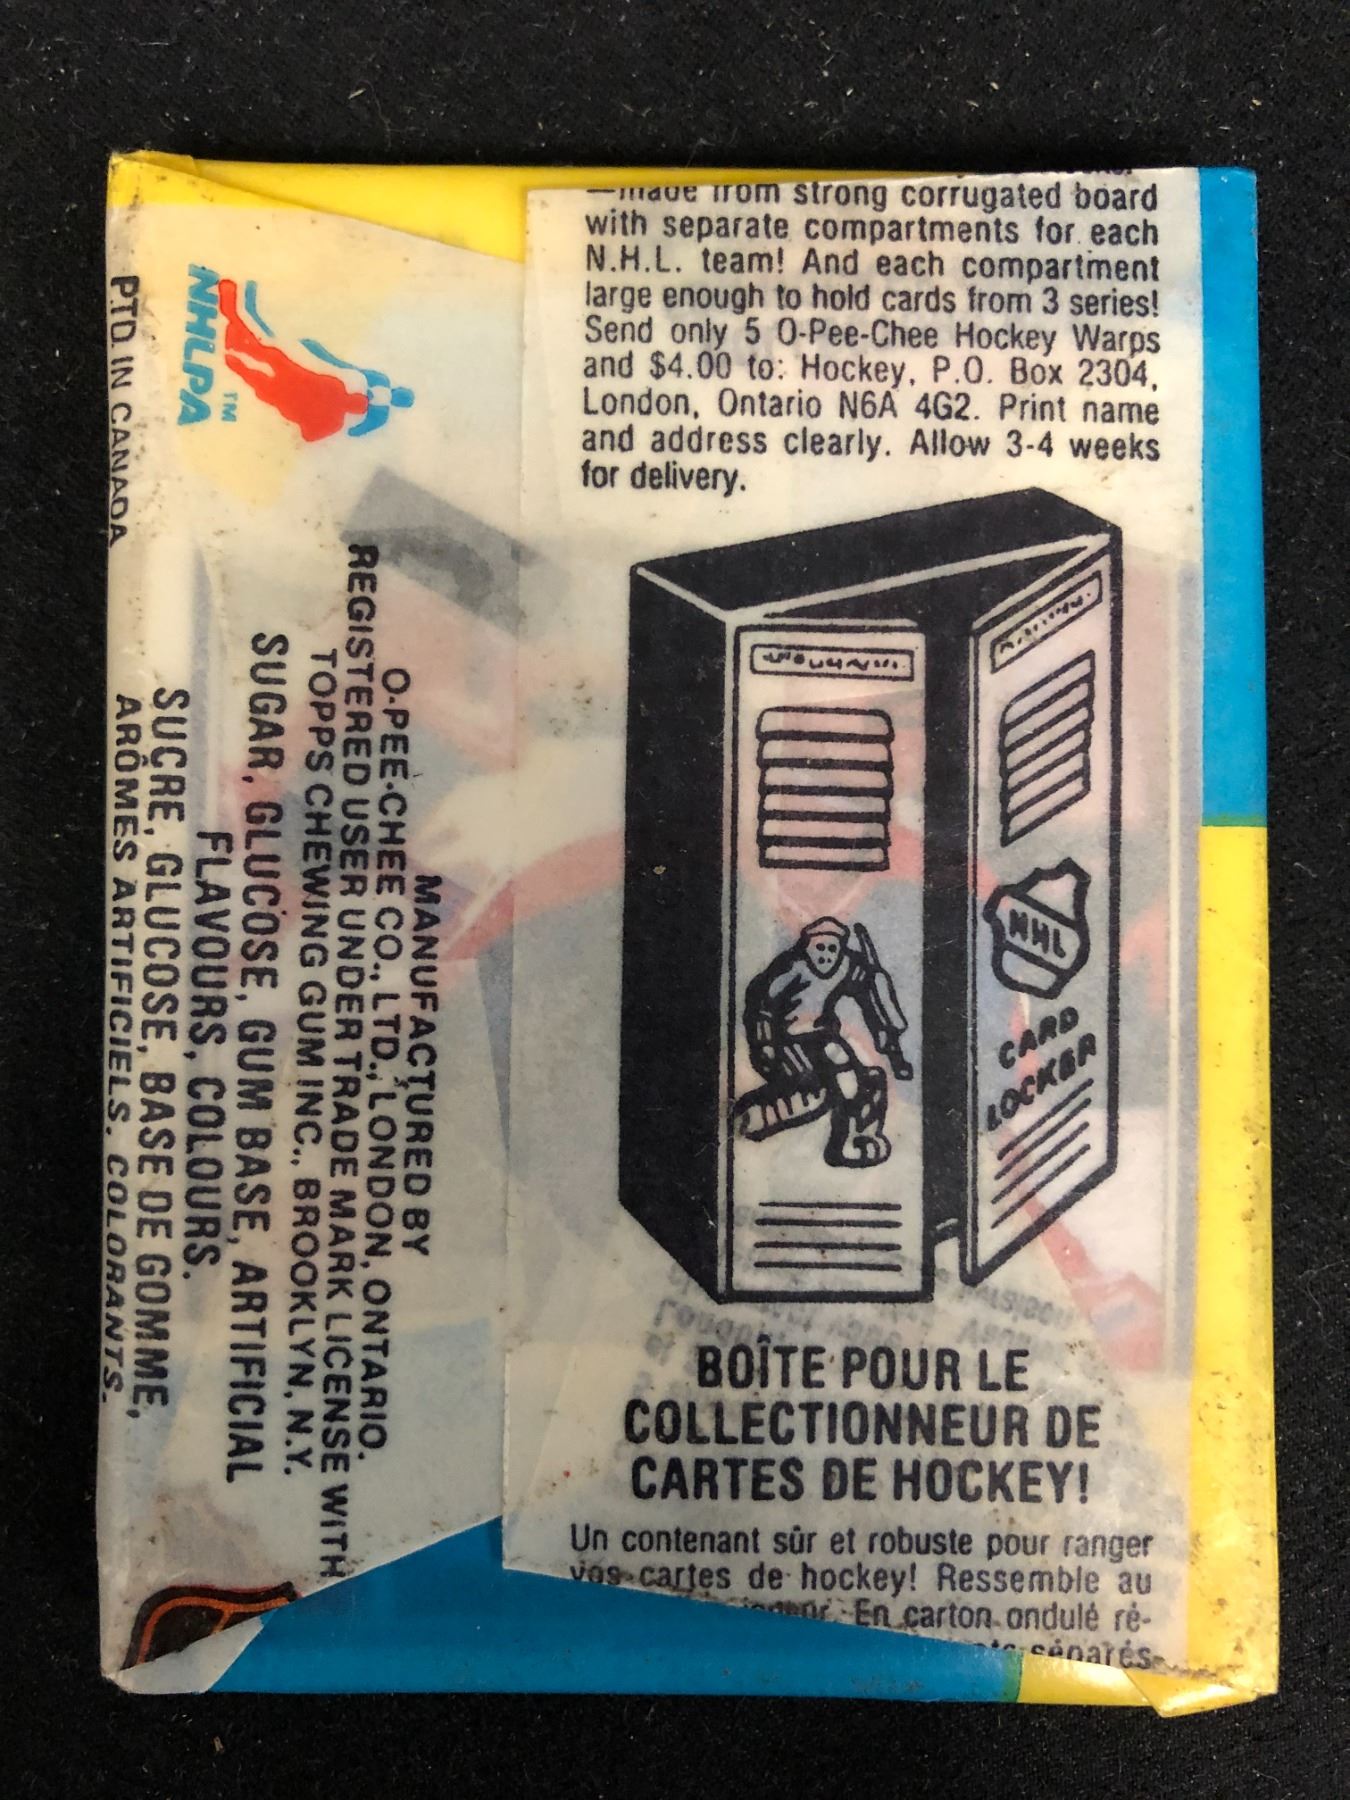 —made from strong corrugated board
with separate compartments for each
N.H.L. team! And each compartment
large enough to hold cards from 3 series!
Send only 5 O-Pee-Chee Hockey Warps
and $4.00 to: Hockey, P.O. Box 2304,
London, Ontario N6A 4G2. Print name
and address clearly. Allow 3-4 weeks
for delivery.
NHL
CARD
LOCKER
BOÎTE POUR LE
COLLECTIONNEUR DE
CARTES DE HOCKEY!
Un contenant sûr et robuste pour ranger
vos cartes de hockey! Ressemble au
En carton ondulé ré-
séparés
NHLPA
TM
PTD. IN CANADA
MANUFACTURED BY
O-PEE-CHEE CO., LTD., LONDON, ONTARIO.
REGISTERED USER UNDER TRADE MARK LICENSE WITH
TOPPS CHEWING GUM INC., BROOKLYN, N.Y.
SUGAR, GLUCOSE, GUM BASE, ARTIFICIAL
FLAVOURS, COLOURS.
SUCRE, GLUCOSE, BASE DE GOMME,
ARÔMES ARTIFICIELS, COLORANTS.